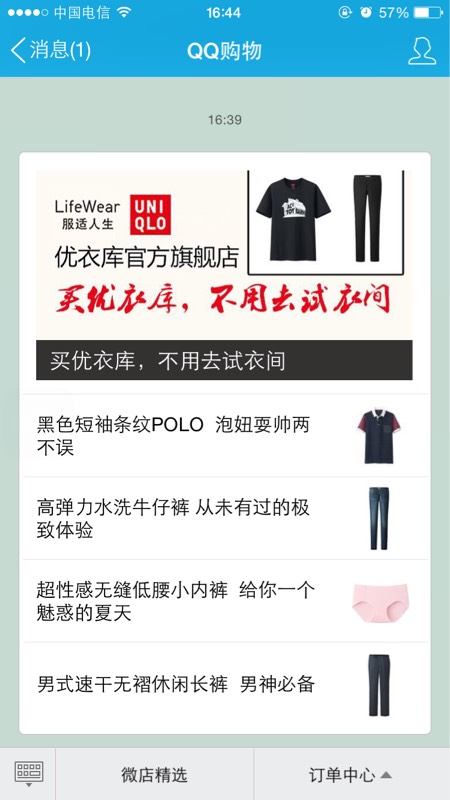 中国电信 16:44 57%
消息(1) QQ购物
16:39
LifeWear
服适人生
UNI
QLO
优衣库官方旗舰店
买优衣库，不用去试衣间
买优衣库，不用去试衣间
黑色短袖条纹POLO 泡妞耍帅两
不误
高弹力水洗牛仔裤 从未有过的极
致体验
超性感无缝低腰小内裤 给你一个
魅惑的夏天
男式速干无褶休闲长裤 男神必备
微店精选 订单中心